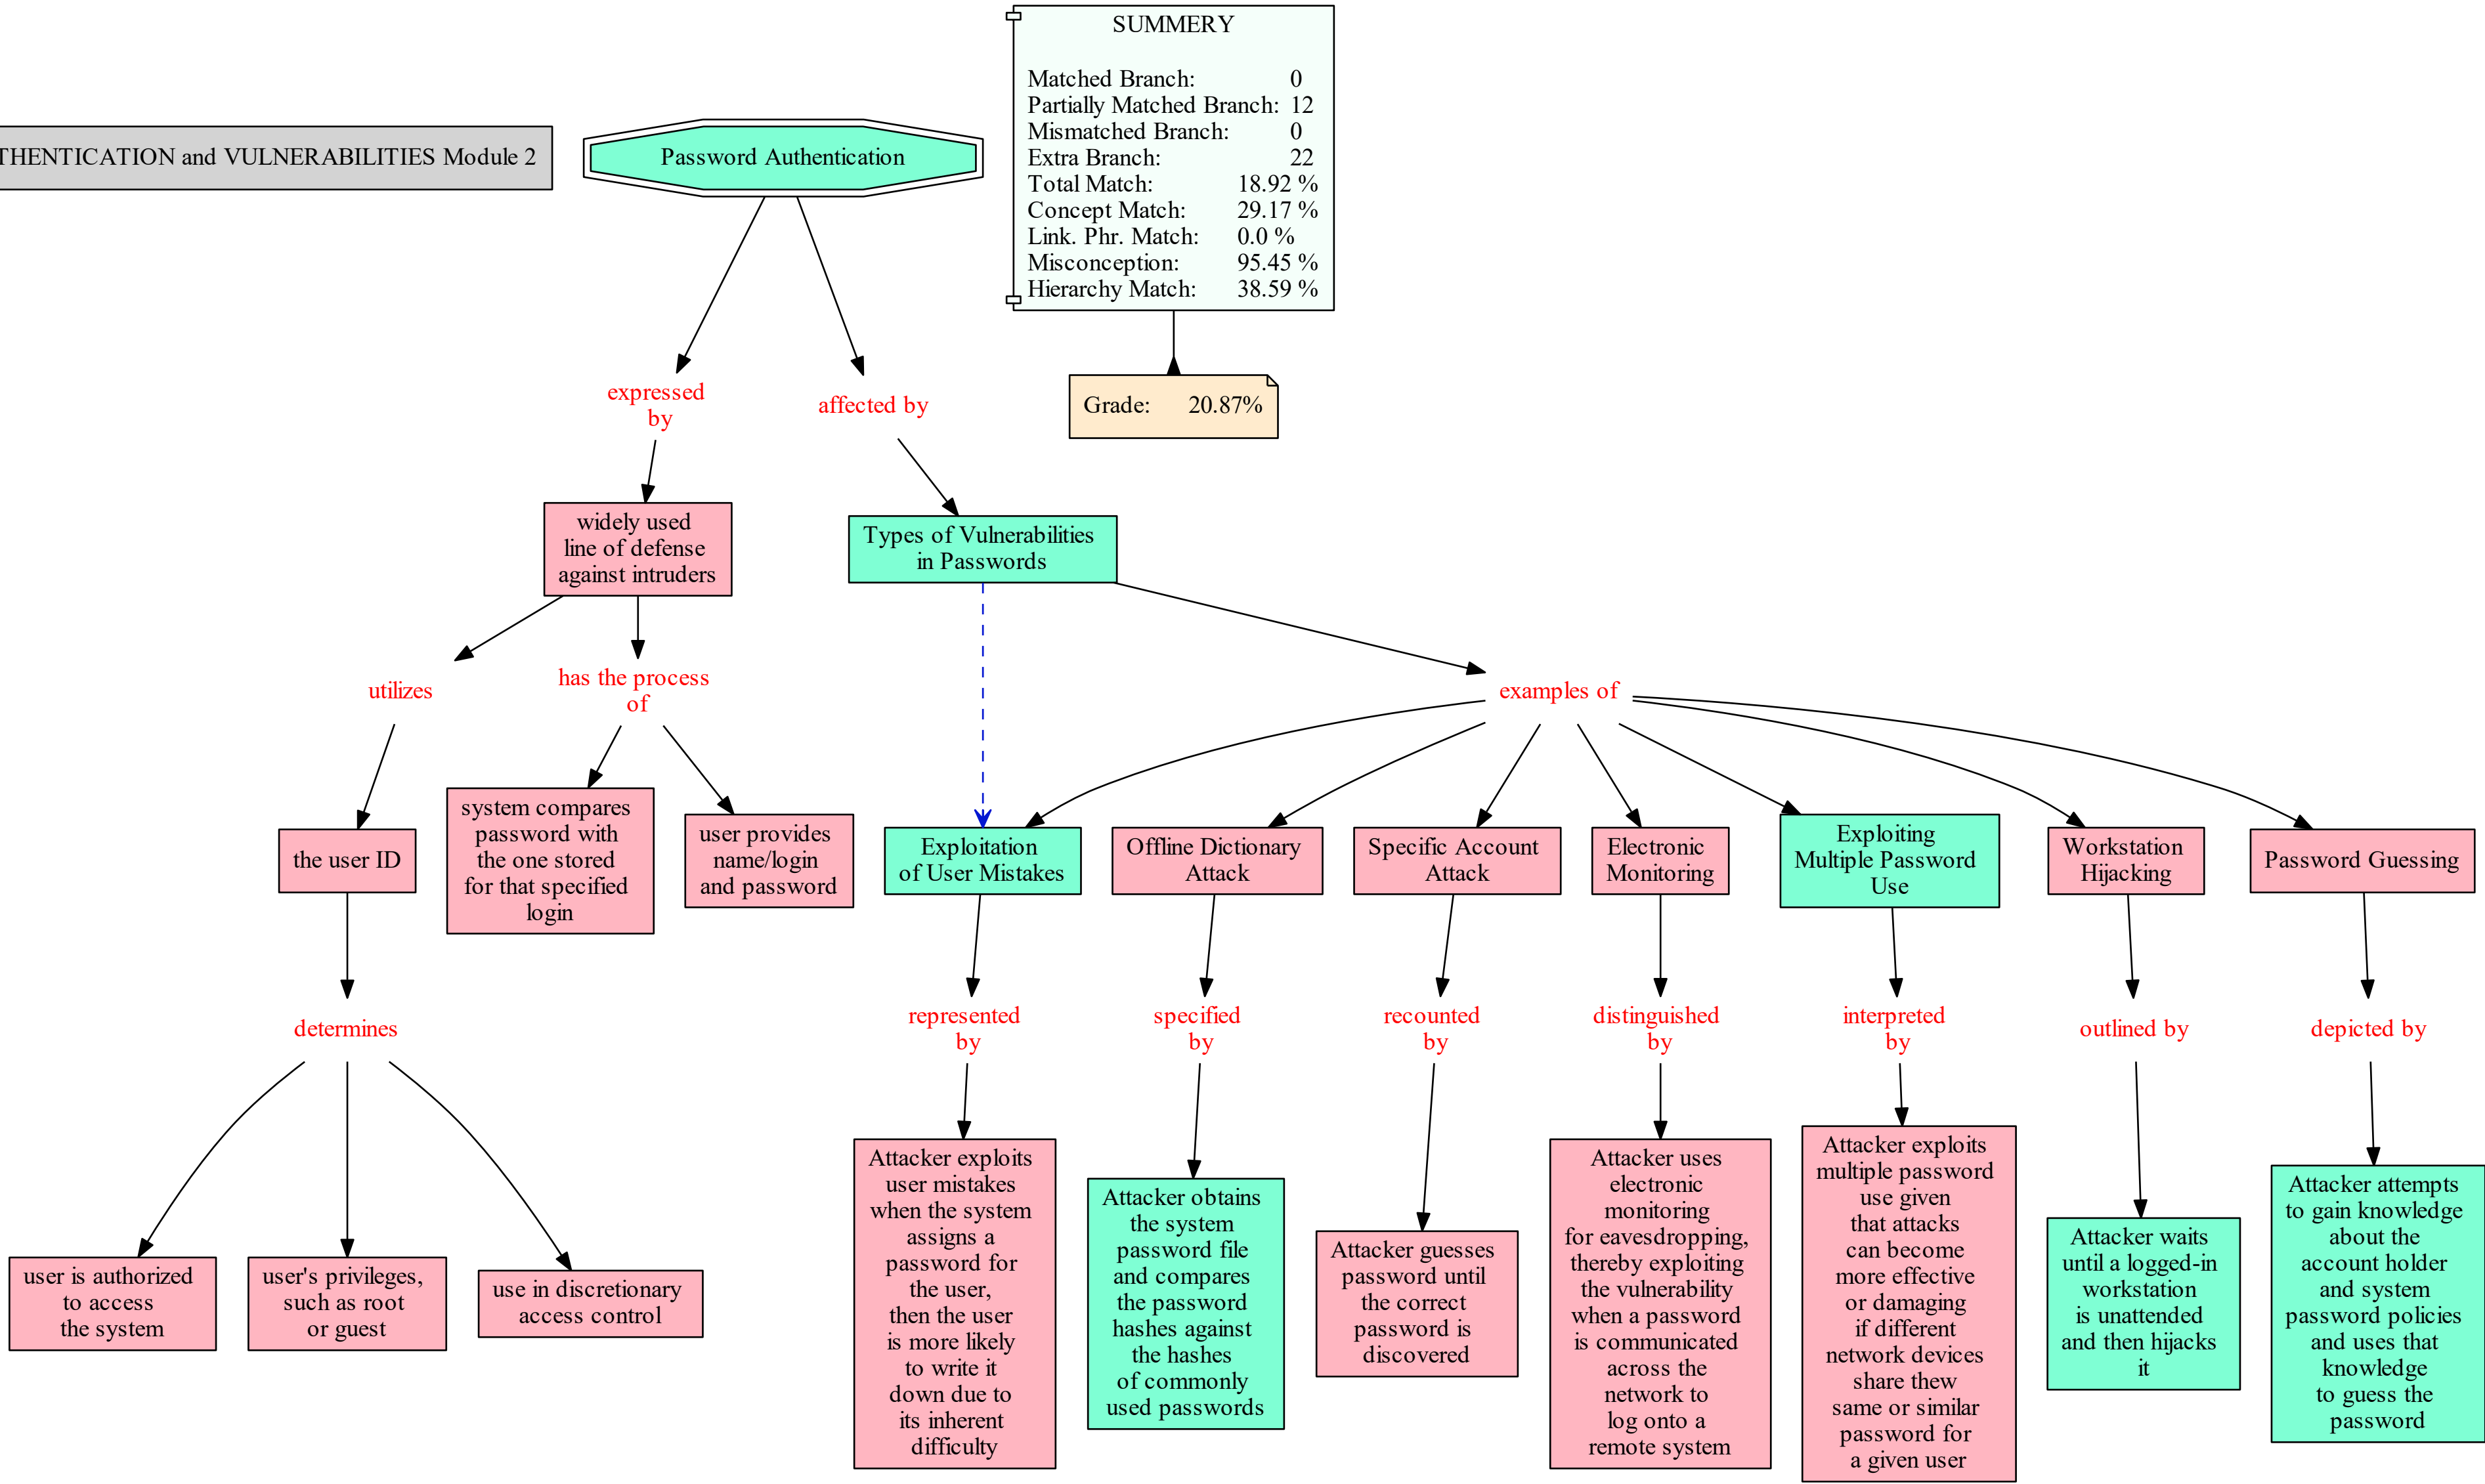 SUMMERY
Matched Branch: 0
Partially Matched Branch: 12
Mismatched Branch: 0
Extra Branch: 22
Total Match: 18.92 %
Concept Match: 29.17 %
Link. Phr. Match: 0.0 %
Misconception: 95.45 %
Hierarchy Match: 38.59 %
THENTICATION and VULNERABILITIES Module 2
Password Authentication
Grade: 20.87%
expressed
by
affected by
widely used
line of defense
against intruders
Types of Vulnerabilities
in Passwords
utilizes
has the process
of
examples of
the user ID
system compares
password with
the one stored
for that specified
login
user provides
name/login
and password
Exploitation
of User Mistakes
Offline Dictionary
Attack
Specific Account
Attack
Electronic
Monitoring
Exploiting
Multiple Password
Use
Workstation
Hijacking
Password Guessing
determines
represented
by
specified
by
recounted
by
distinguished
by
interpreted
by
outlined by
depicted by
user is authorized
to access
the system
user's privileges,
such as root
or guest
use in discretionary
access control
Attacker exploits
user mistakes
when the system
assigns a
password for
the user,
then the user
is more likely
to write it
down due to
its inherent
difficulty
Attacker obtains
the system
password file
and compares
the password
hashes against
the hashes
of commonly
used passwords
Attacker guesses
password until
the correct
password is
discovered
Attacker uses
electronic
monitoring
for eavesdropping,
thereby exploiting
the vulnerability
when a password
is communicated
across the
network to
log onto a
remote system
Attacker exploits
multiple password
use given
that attacks
can become
more effective
or damaging
if different
network devices
share thew
same or similar
password for
a given user
Attacker waits
until a logged-in
workstation
is unattended
and then hijacks
it
Attacker attempts
to gain knowledge
about the
account holder
and system
password policies
and uses that
knowledge
to guess the
password